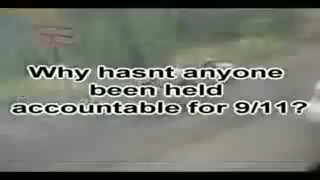 Why hasnt anyone
been held
accountable for 9/11?